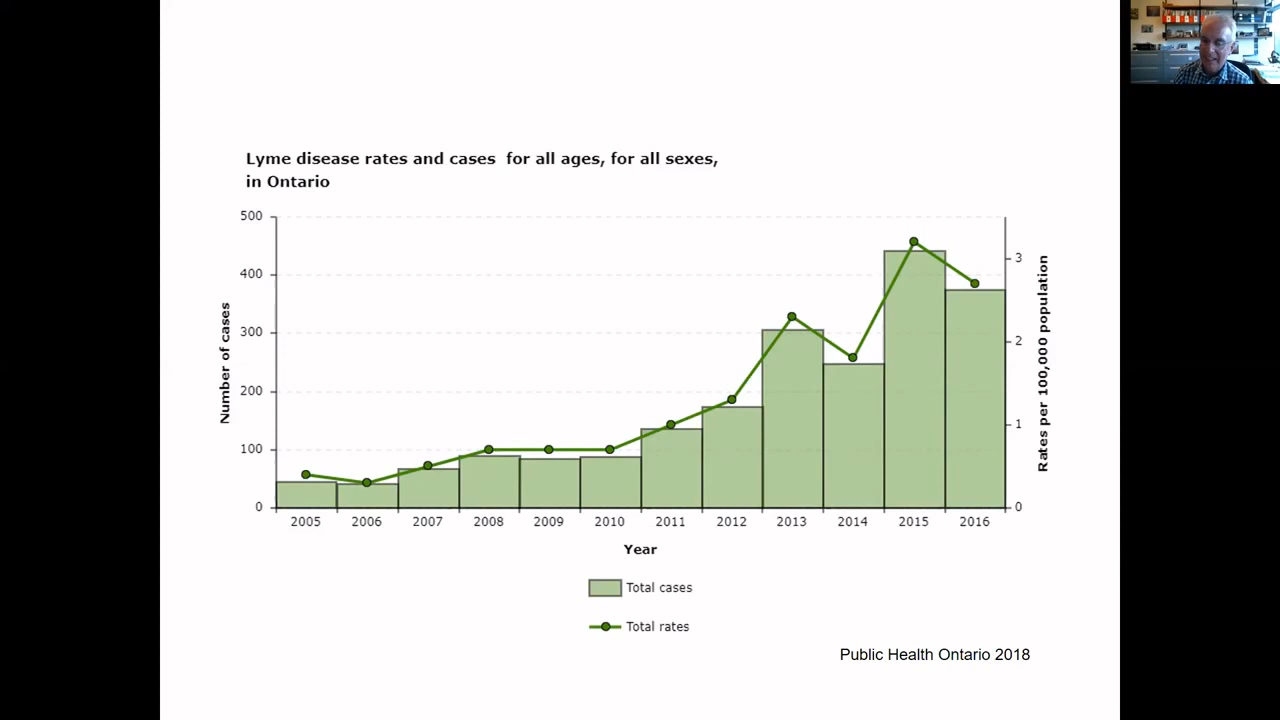 Lyme disease rates and cases for all ages, for all sexes,
in Ontario
500
400
300
200
100
0
Number of cases
3
2
1
0
Rates per 100,000 population
2005 2006 2007 2008 2009 2010 2011 2012 2013 2014 2015 2016
Year
Total cases
Total rates
Public Health Ontario 2018